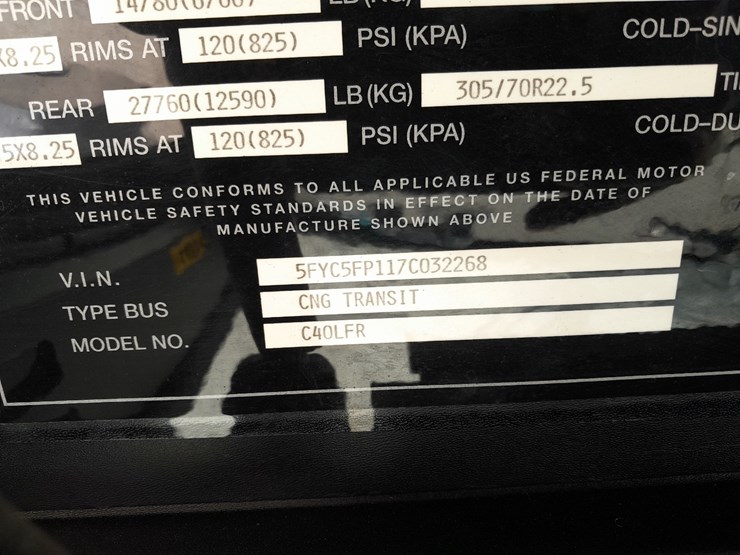 FRONT LB(KG)
X8.25 RIMS AT 120(825) PSI (KPA) COLD-SIN
REAR 27760(12590) LB(KG) 305/70R22.5 TI
5X8.25 RIMS AT 120(825) PSI (KPA) COLD-DU
THIS VEHICLE CONFORMS TO ALL APPLICABLE US FEDERAL MOTOR
VEHICLE SAFETY STANDARDS IN EFFECT ON THE DATE OF
MANUFACTURE SHOWN ABOVE
V.I.N. 5FYC5FP117C032268
TYPE BUS CNG TRANSIT
MODEL NO. C40LFR